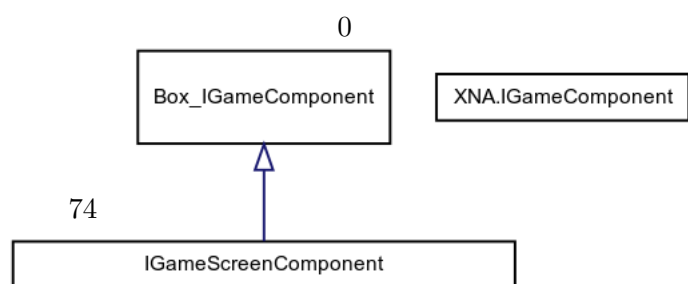 0
Box_IGameComponent
XNA.IGameComponent
74
IGameScreenComponent